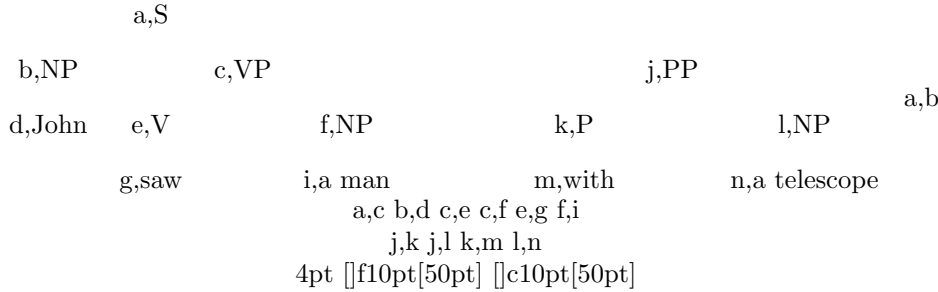 a,S
b,NP c,VP j,PP
a,b
d,John e,V f,NP k,P l,NP
g,saw i,a man m,with n,a telescope
a,c b,d c,e c,f e,g f,i
j,k j,l k,m l,n
4pt []f10pt[50pt] []c10pt[50pt]